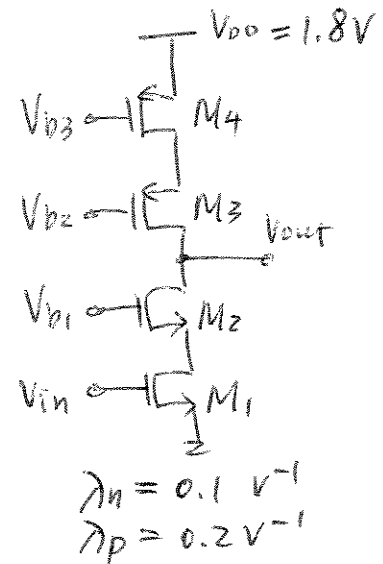 VDD = 1.8V
Vb3 M4
Vb2 M3
Vout
Vb1 M2
Vin M1
λn = 0.1 V⁻¹
λp = 0.2 V⁻¹